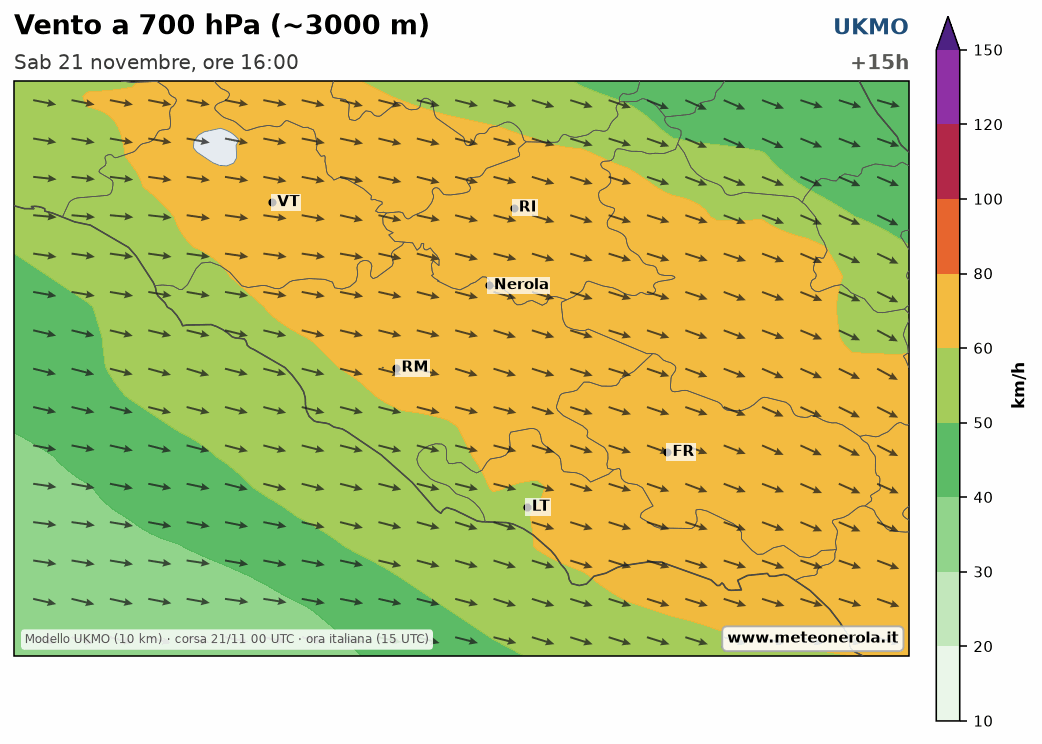 Vento a 700 hPa (~3000 m)
UKMO
Sab 21 novembre, ore 16:00
+15h
VT
RI
Nerola
RM
FR
LT
Modello UKMO (10 km) · corsa 21/11 00 UTC · ora italiana (15 UTC)
www.meteonerola.it
150
120
100
80
60
50
40
30
20
10
km/h